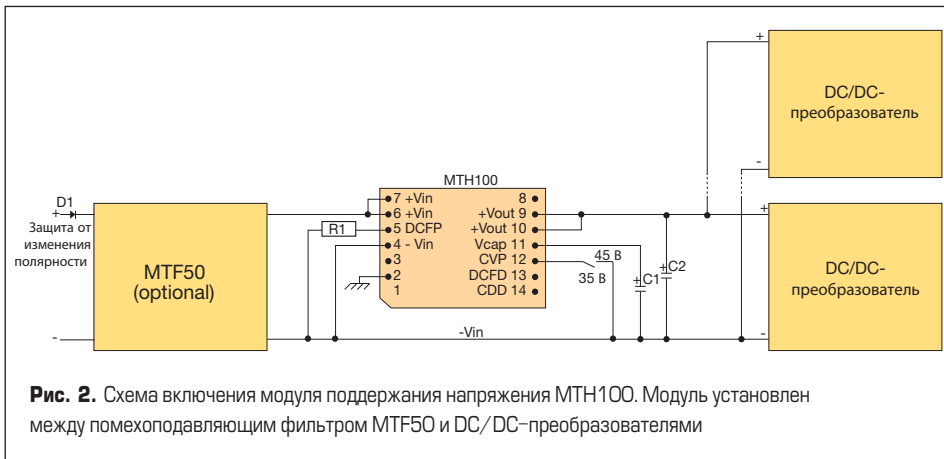 +
DC/DC-
преобразователь
-
MTH100
D1
+
Защита от
изменения
полярности
-
MTF50
(optional)
R1
7 +Vin
6 +Vin
5 DCFP
4 - Vin
3
2
1
8
+Vout 9
+Vout 10
Vcap 11
CVP 12
DCFD 13
CDD 14
45 В
35 В
+C1
+C2
-Vin
+
DC/DC-
преобразователь
-
Рис. 2. Схема включения модуля поддержания напряжения MTH100. Модуль установлен
между помехоподавляющим фильтром MTF50 и DC/DC-преобразователями